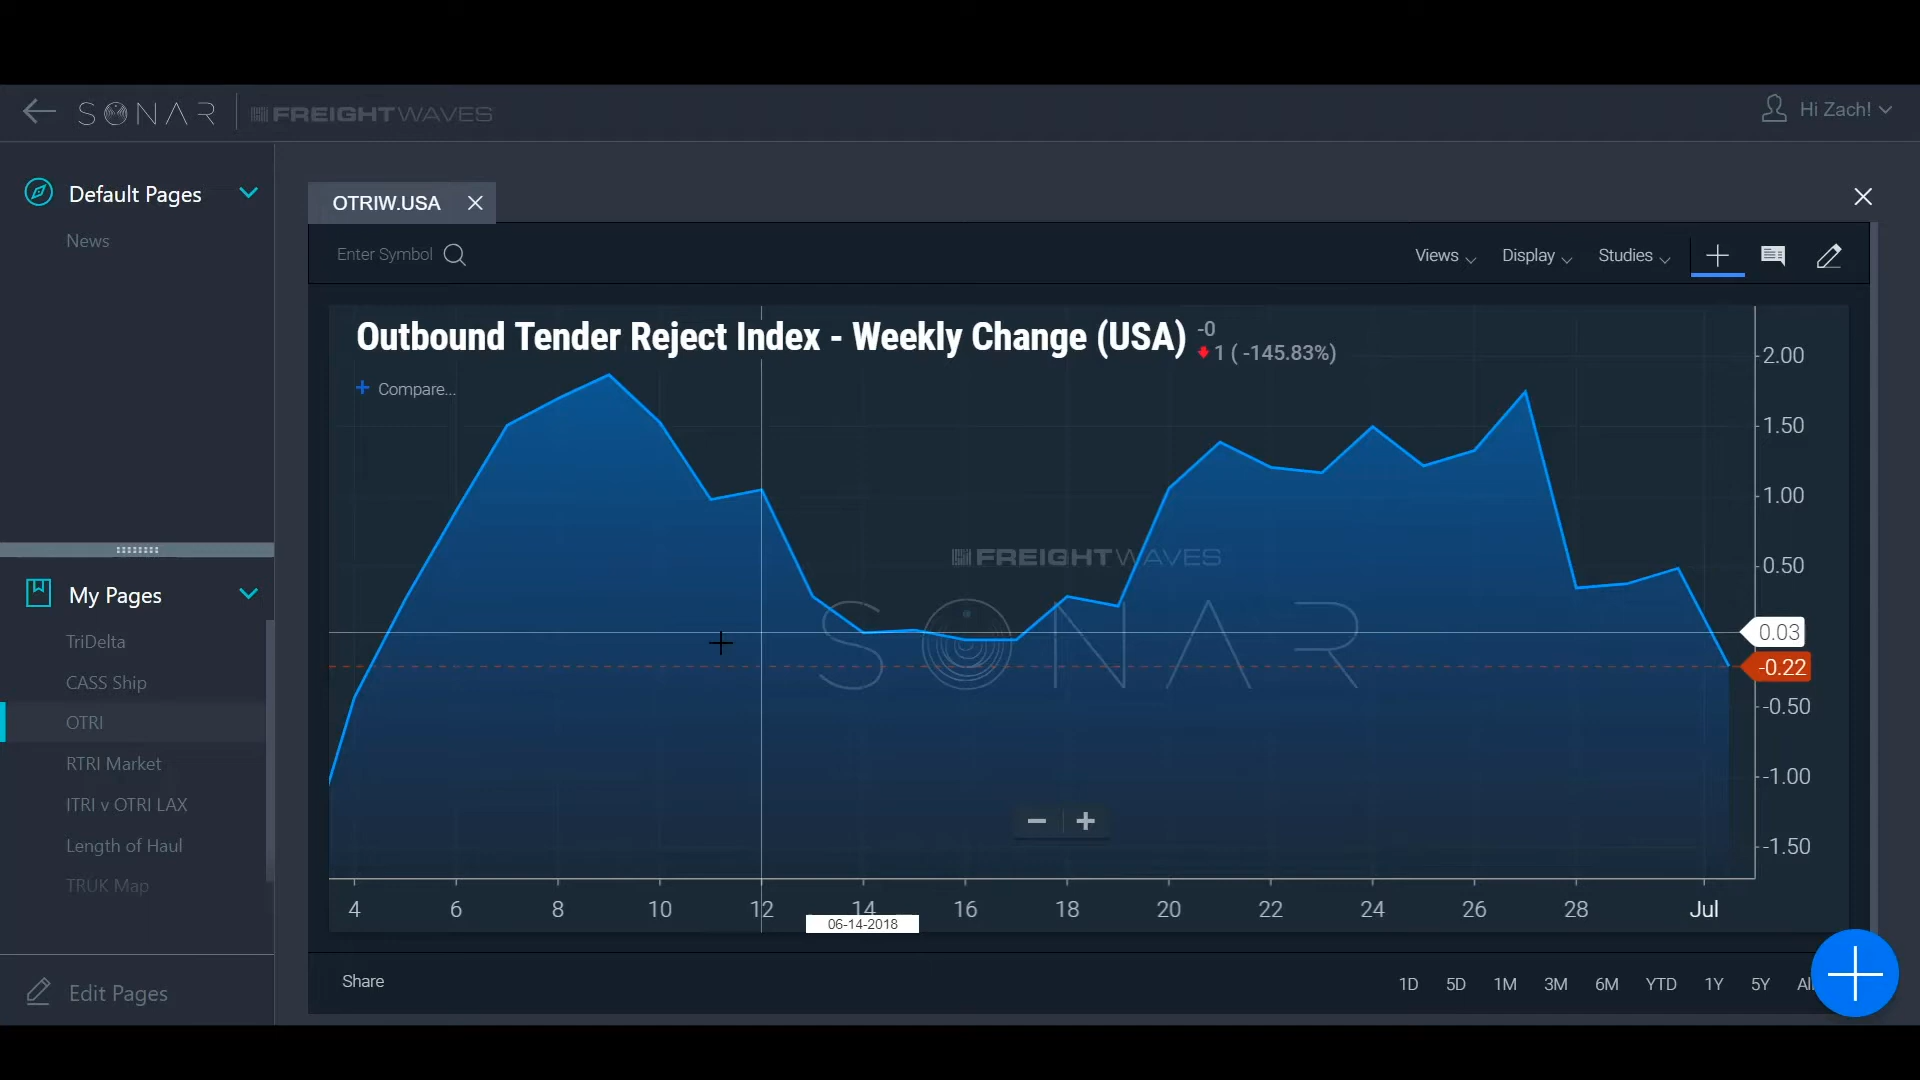 SONAR FREIGHTWAVES Hi Zach!
Default Pages
News
My Pages
TriDelta
CASS Ship
OTRI
RTRI Market
ITRI v OTRI LAX
Length of Haul
TRUK Map
Edit Pages
OTRIW.USA
Enter Symbol
Views Display Studies
Outbound Tender Reject Index - Weekly Change (USA)
-0
1 ( -145.83%)
+ Compare...
FREIGHTWAVES
SONAR
2.00
1.50
1.00
0.50
0.03
-0.22
-0.50
-1.00
-1.50
4 6 8 10 12 14 16 18 20 22 24 26 28 Jul
06-14-2018
Share
1D 5D 1M 3M 6M YTD 1Y 5Y